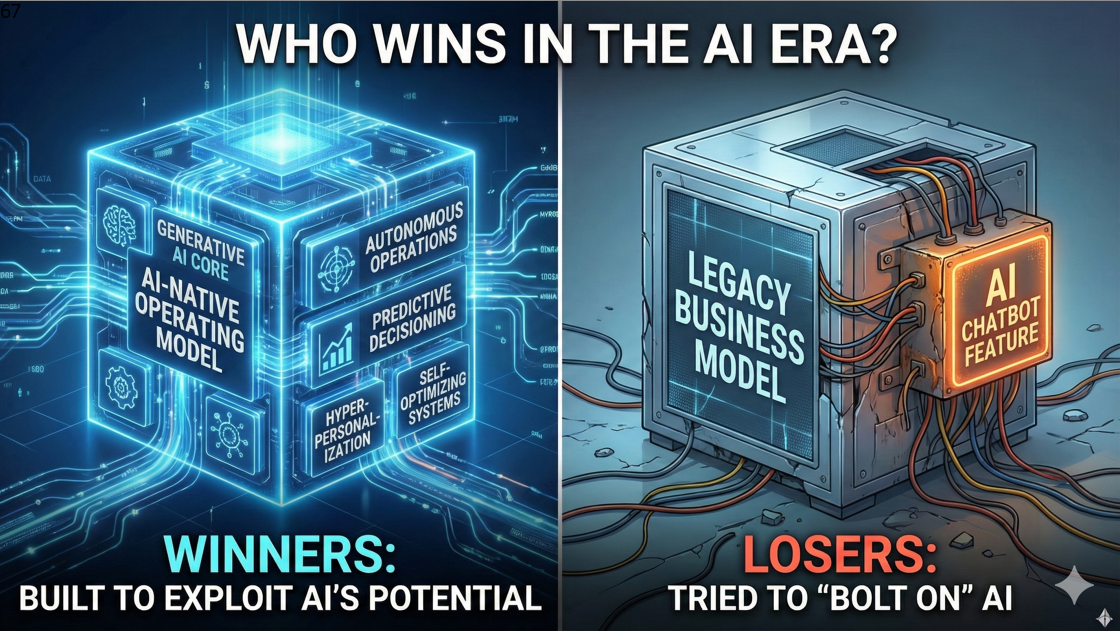 67
WHO WINS IN THE AI ERA?
GENERATIVE
AI CORE
AI-NATIVE
OPERATING
MODEL
AUTONOMOUS
OPERATIONS
PREDICTIVE
DECISIONING
HYPER-
PERSONAL-
IZATION
SELF-
OPTIMIZING
SYSTEMS
DATA
WINNERS:
BUILT TO EXPLOIT AI'S POTENTIAL
LEGACY
BUSINESS
MODEL
AI
CHATBOT
FEATURE
LOSERS:
TRIED TO “BOLT ON” AI